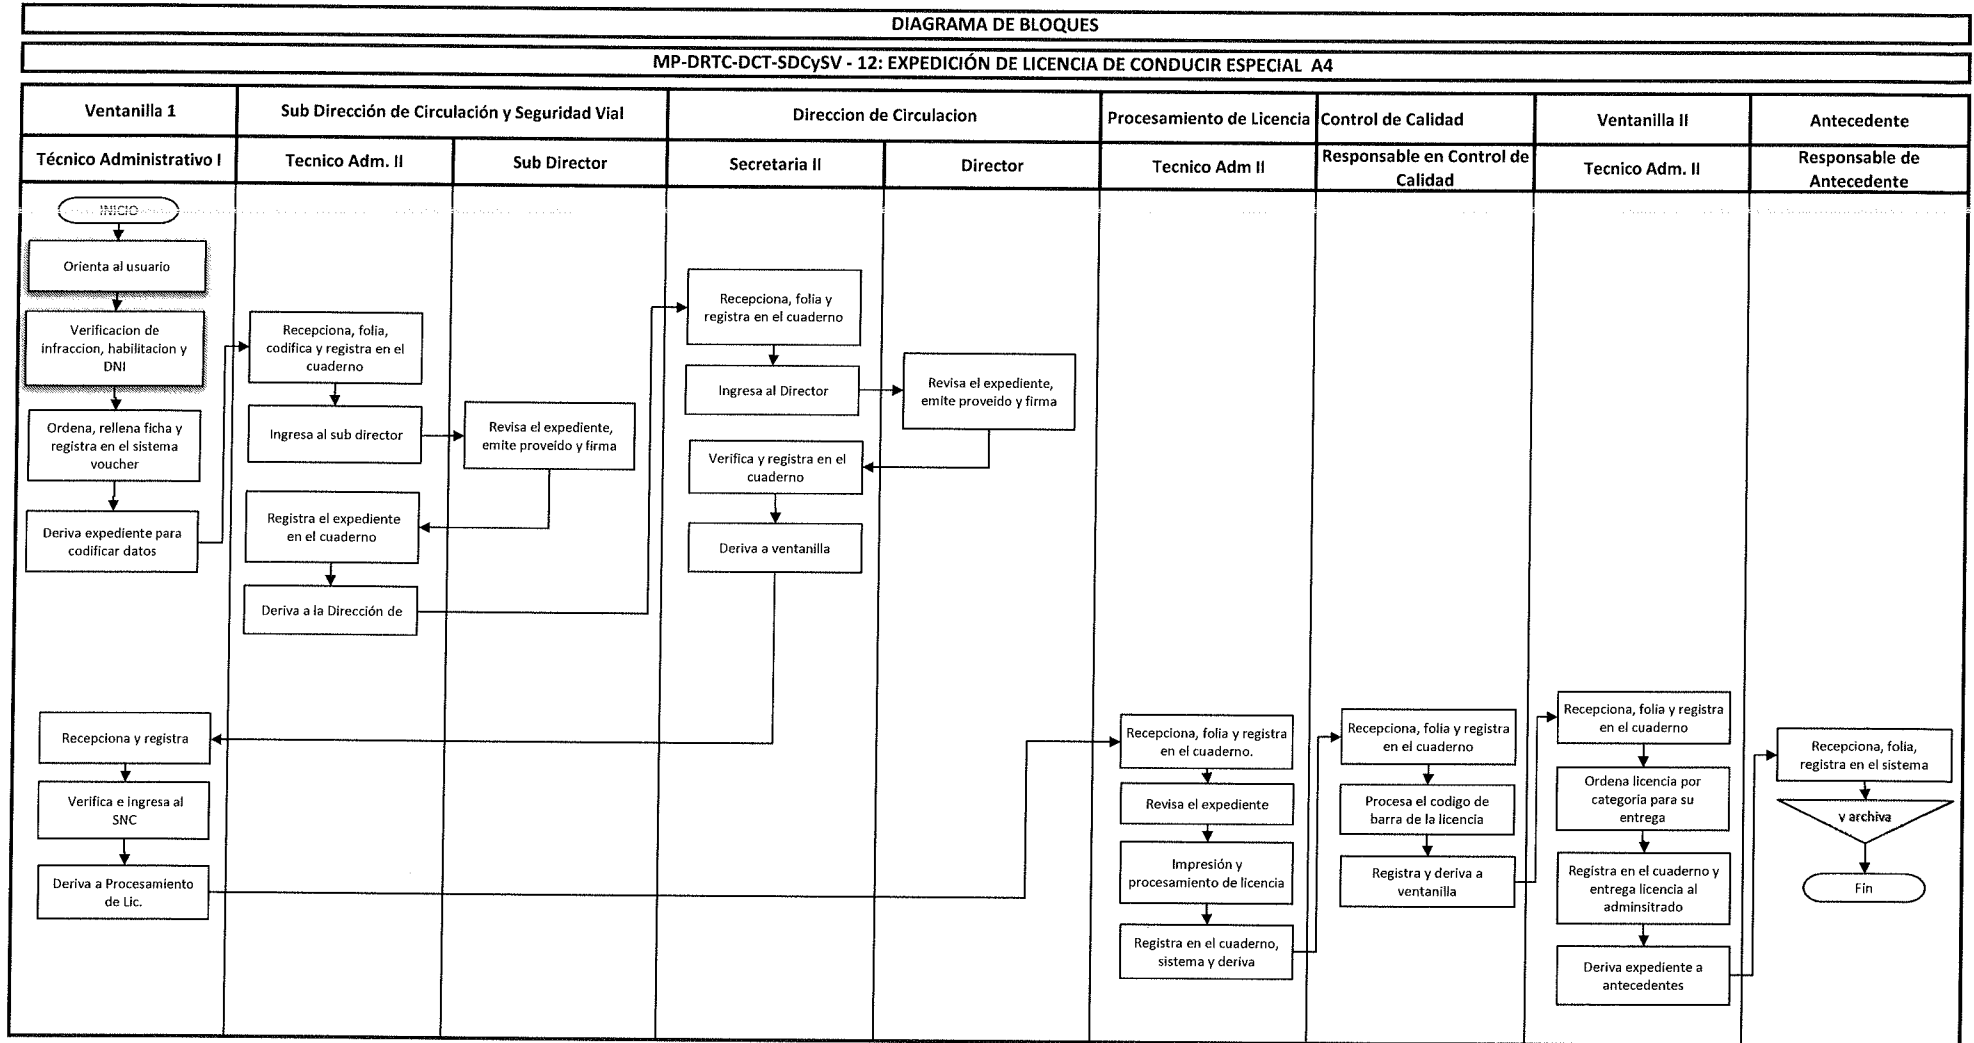 DIAGRAMA DE BLOQUES
MP-DRTC-DCT-SDCySV - 12: EXPEDICIÓN DE LICENCIA DE CONDUCIR ESPECIAL A4
Ventanilla 1
Sub Dirección de Circulación y Seguridad Vial
Direccion de Circulacion
Procesamiento de Licencia
Control de Calidad
Ventanilla II
Antecedente
Técnico Administrativo I
Tecnico Adm. II
Sub Director
Secretaria II
Director
Tecnico Adm II
Responsable en Control de
Calidad
Tecnico Adm. II
Responsable de
Antecedente
INICIO
Orienta al usuario
Verificacion de
infraccion, habilitacion y
DNI
Ordena, rellena ficha y
registra en el sistema
voucher
Deriva expediente para
codificar datos
Recepciona, folia,
codifica y registra en el
cuaderno
Ingresa al sub director
Revisa el expediente,
emite proveido y firma
Registra el expediente
en el cuaderno
Deriva a la Dirección de
Recepciona, folia y
registra en el cuaderno
Ingresa al Director
Revisa el expediente,
emite proveido y firma
Verifica y registra en el
cuaderno
Deriva a ventanilla
Recepciona y registra
Verifica e ingresa al
SNC
Deriva a Procesamiento
de Lic.
Recepciona, folia y registra
en el cuaderno.
Revisa el expediente
Impresión y
procesamiento de licencia
Registra en el cuaderno,
sistema y deriva
Recepciona, folia y registra
en el cuaderno
Procesa el codigo de
barra de la licencia
Registra y deriva a
ventanilla
Recepciona, folia y registra
en el cuaderno
Ordena licencia por
categoria para su
entrega
Registra en el cuaderno y
entrega licencia al
adminsitrado
Deriva expediente a
antecedentes
Recepciona, folia,
registra en el sistema
y archiva
Fin